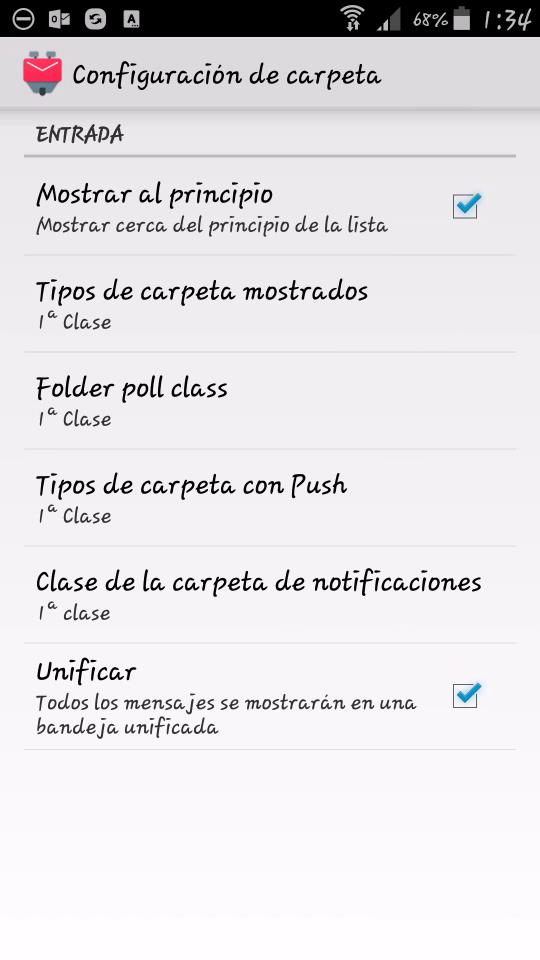 68% 1:34
Configuración de carpeta
ENTRADA
Mostrar al principio
Mostrar cerca del principio de la lista
Tipos de carpeta mostrados
1ª Clase
Folder poll class
1ª Clase
Tipos de carpeta con Push
1ª Clase
Clase de la carpeta de notificaciones
1ª clase
Unificar
Todos los mensajes se mostrarán en una
bandeja unificada